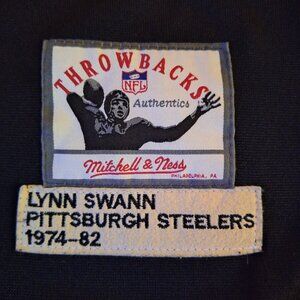 THROWBACKS
NFL
Authentics
Mitchell & Ness
PHILADELPHIA, PA
LYNN SWANN
PITTSBURGH STEELERS
1974-82